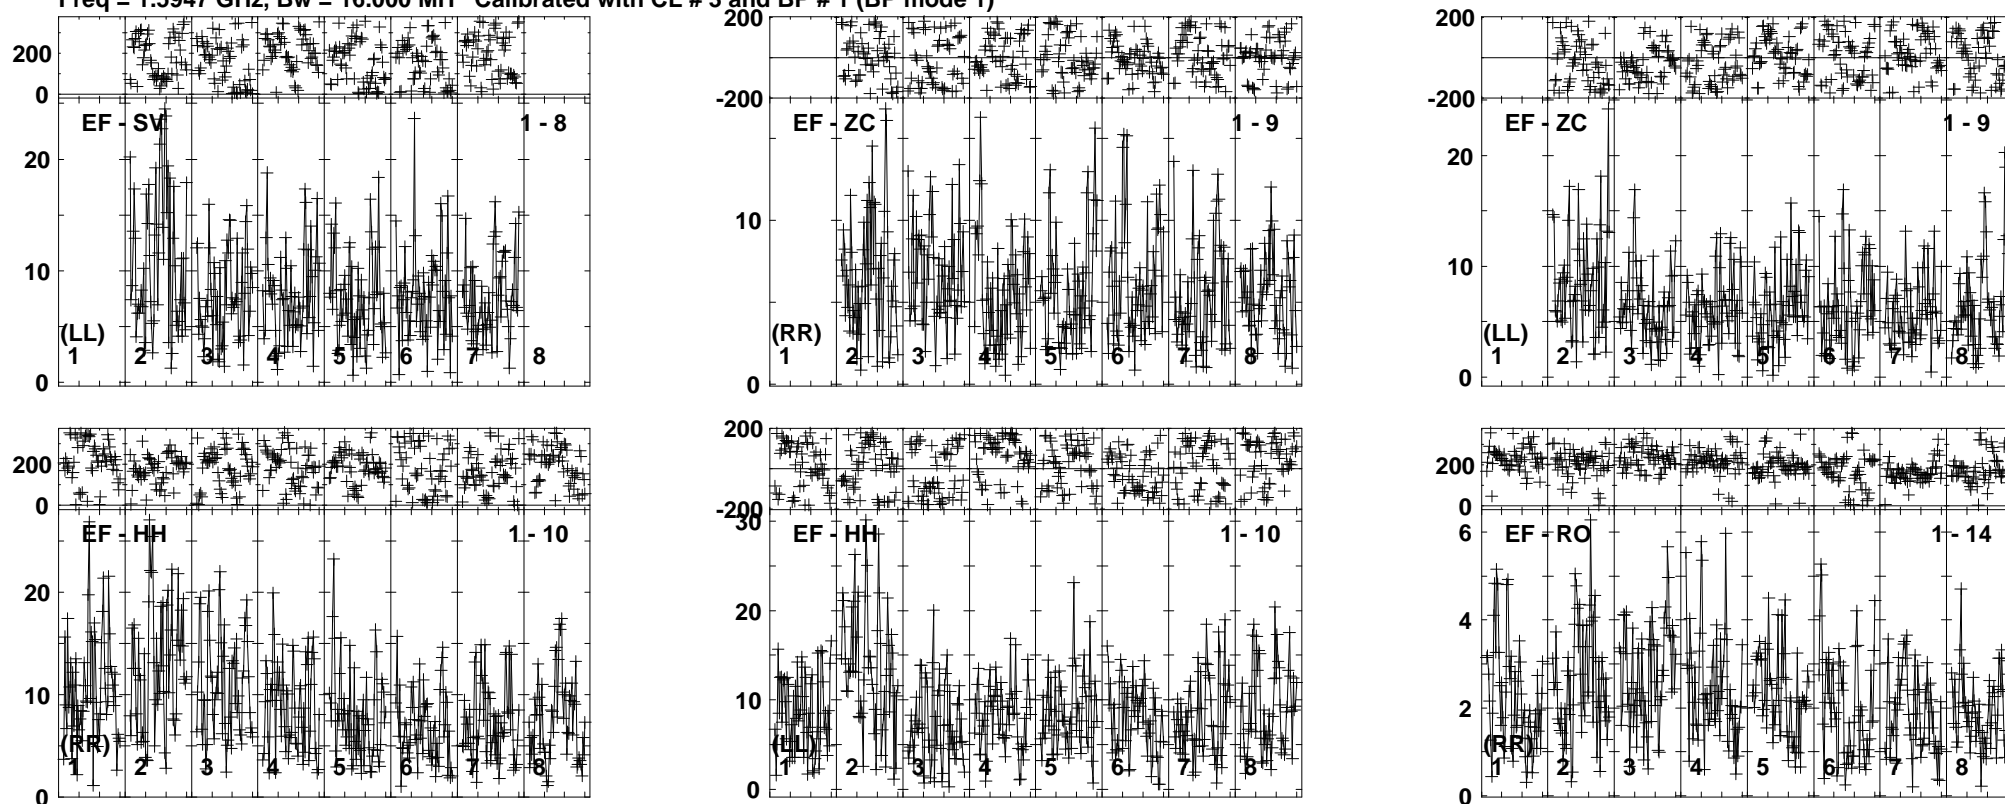 Freq = 1.5947 GHz, Bw = 16.000 MH Calibrated with CL # 3 and BP # 1 (BP mode 1)
200
0
EF - SV
1 - 8
20
10
0
(LL)
1 2 3 4 5 6 7 8
200
-200
EF - ZC
1 - 9
10
0
(RR)
1 2 3 4 5 6 7 8
200
-200
EF - ZC
1 - 9
20
10
0
(LL)
1 2 3 4 5 6 7 8
200
0
EF - HH
1 - 10
20
10
0
(RR)
1 2 3 4 5 6 7 8
200
-200
30
EF - HH
1 - 10
20
10
0
(LL)
1 2 3 4 5 6 7 8
200
0
EF - RO
1 - 14
6
4
2
0
(RR)
1 2 3 4 5 6 7 8